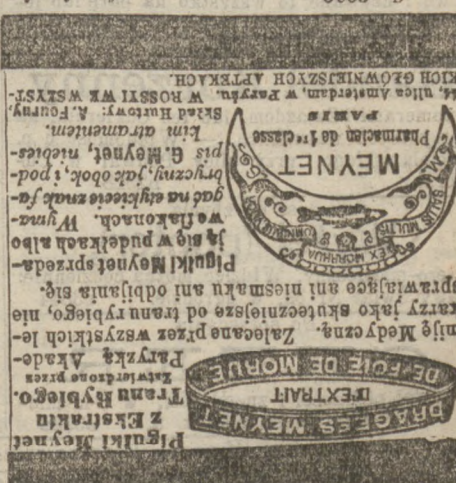 DRAGÉES MEYNET
D'EXTRAIT
DE FOIE DE MORUE
Pigułki Meynet
z Ekstraktu
Tranu Rybiego.
Zatwierdzone przez
Paryzką Akade-
miję Medyczną. Zalecane przez wszystkich le-
karzy jako skuteczniejsze od tranu rybiego, nie
sprawiające ani niesmaku ani odbijania się.
EX MORRHUA
SALUS MULTIS
MEYNET
Pharmacien de 1re classe
PARIS
Pigułki Meynet sprzeda-
ją się w pudełkach albo
we flakonach. Wyma-
gać na etykiecie znak fa-
bryczny, jak obok, i pod-
pis G. Meynet, niebies-
kim atramentem.
Skład Hurtowy: A. Fourny,
44, ulica Amsterdam, w Paryżu. W ROSSYI WE WSZYST-
KICH GŁÓWNIEJSZYCH APTEKACH.